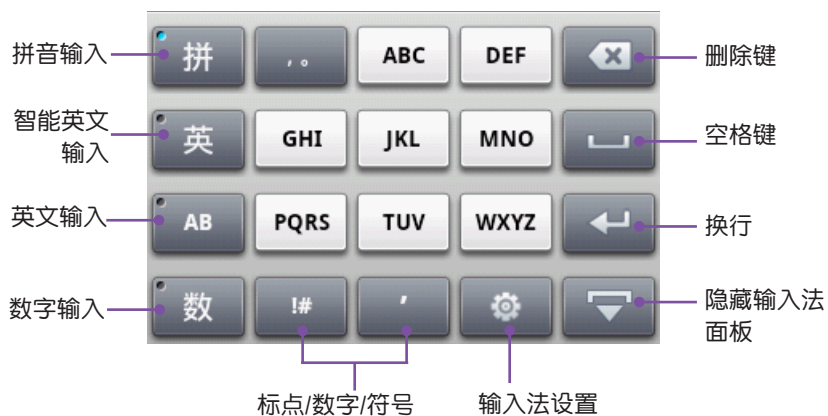 拼音输入 拼 ,。 ABC DEF 删除键
智能英文
输入
英 GHI JKL MNO 空格键
英文输入 AB PQRS TUV WXYZ 换行
数字输入 数 !# ' 隐藏输入法
面板
标点/数字/符号 输入法设置